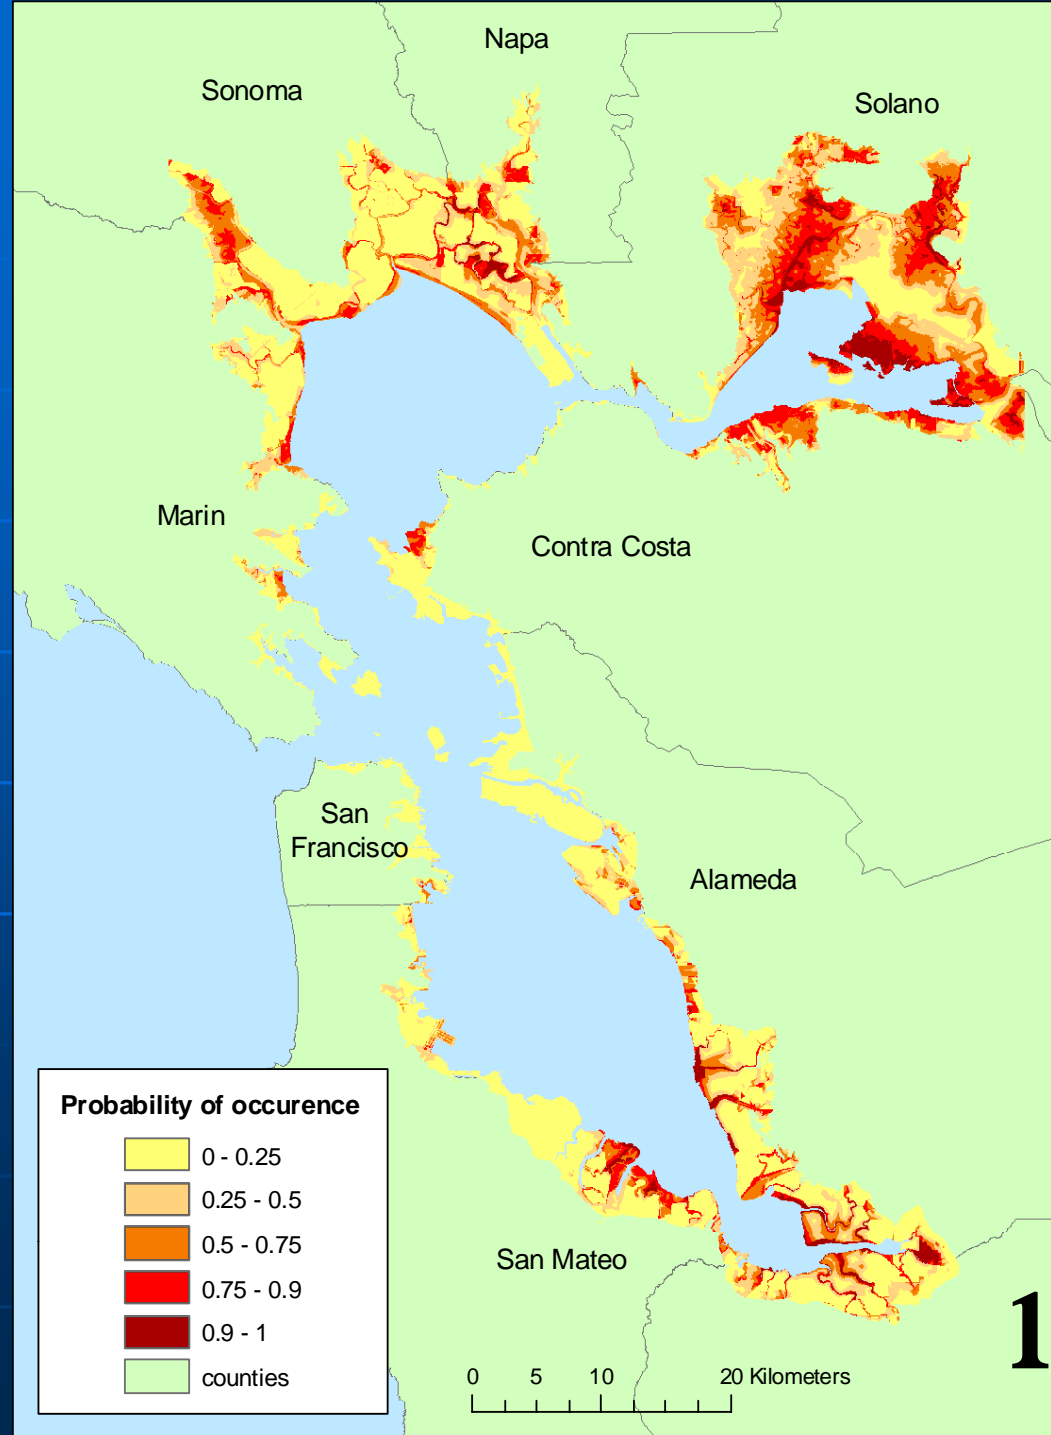 Napa
Sonoma
Solano
Marin
Contra Costa
San
Francisco
Alameda
San Mateo
Probability of occurence
0 - 0.25
0.25 - 0.5
0.5 - 0.75
0.75 - 0.9
0.9 - 1
counties
0 5 10 20 Kilometers
1